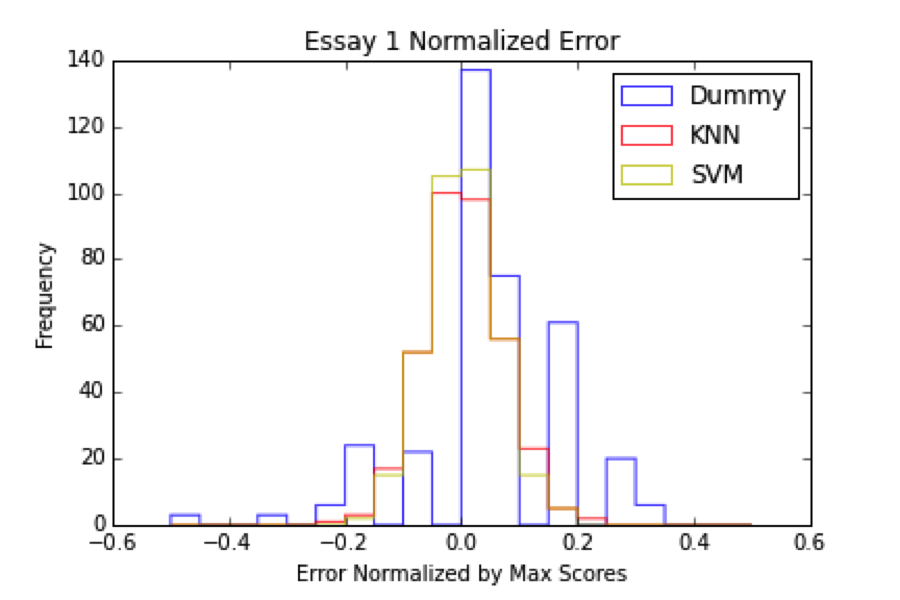 Essay 1 Normalized Error
140
120
100
80
60
40
20
0
Frequency
Dummy
KNN
SVM
−0.6 −0.4 −0.2 0.0 0.2 0.4 0.6
Error Normalized by Max Scores